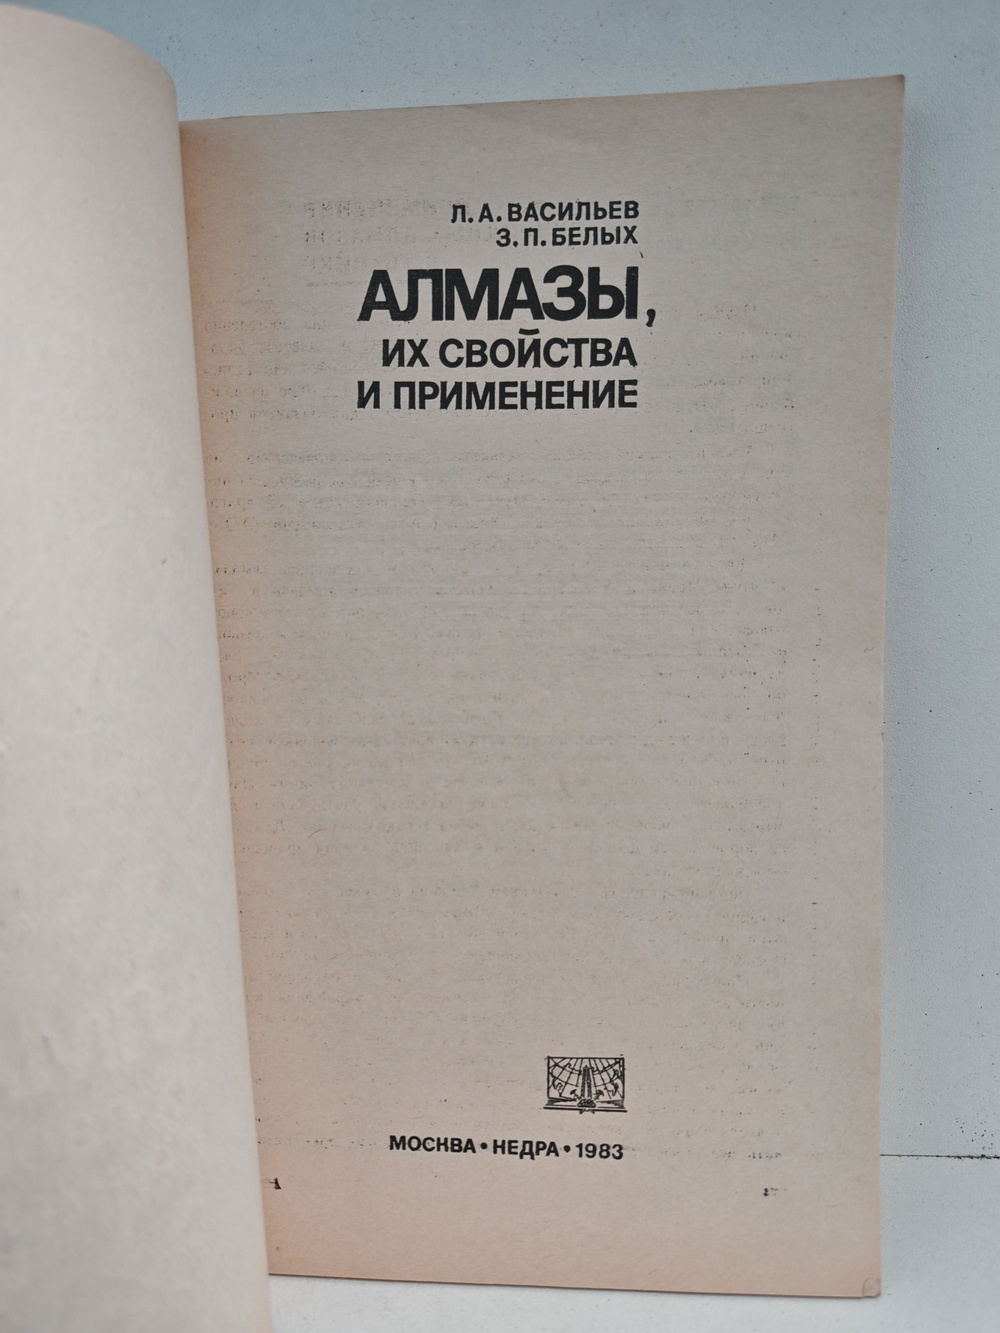 Л. А. ВАСИЛЬЕВ
З. П. БЕЛЫХ
АЛМАЗЫ,
ИХ СВОЙСТВА
И ПРИМЕНЕНИЕ
МОСКВА • НЕДРА • 1983